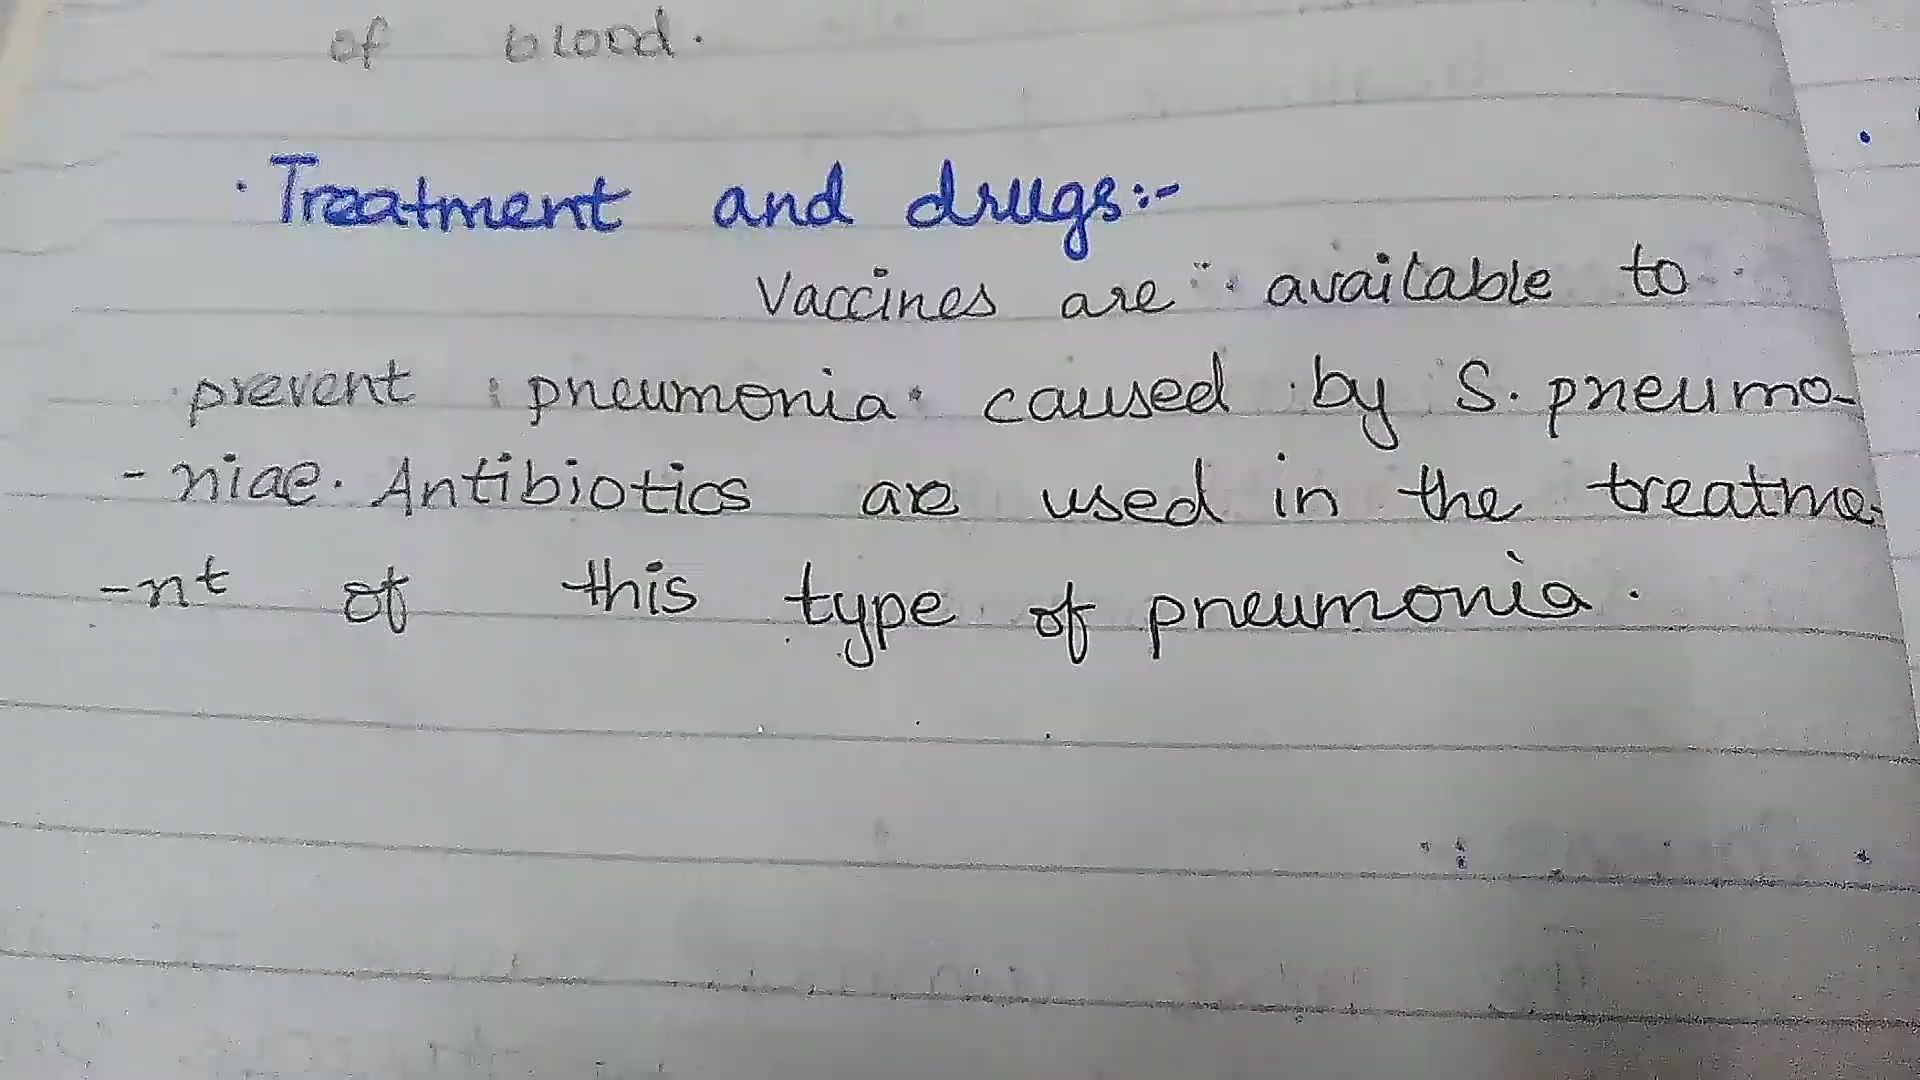 of blood.
· Treatment and drugs:-
Vaccines are available to
prevent pneumonia caused by S. pneumo-
- niae. Antibiotics are used in the treatme-
-nt of this type of pneumonia.